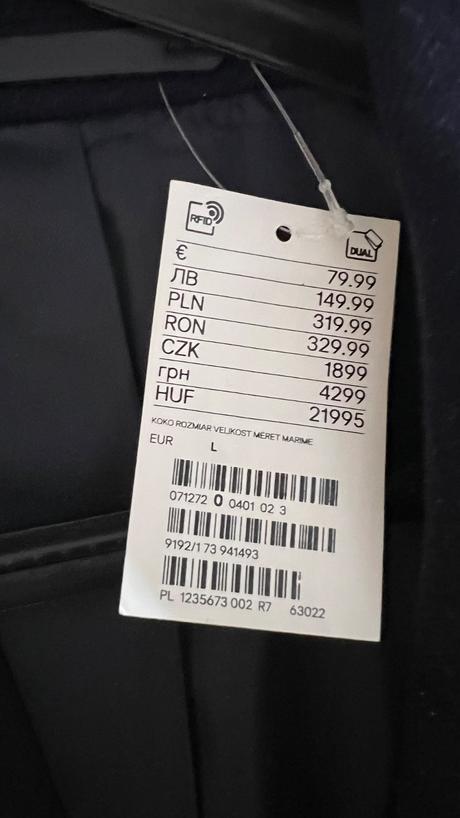 RFID
DUAL
€ 79.99
ЛВ 149.99
PLN 319.99
RON 329.99
CZK 1899
грн 4299
HUF 21995
KOKO ROZMIAR VELIKOST MERET MARIME
EUR L
071272 0 0401 02 3
9192/1 73 941493
PL 1235673 002 R7 63022